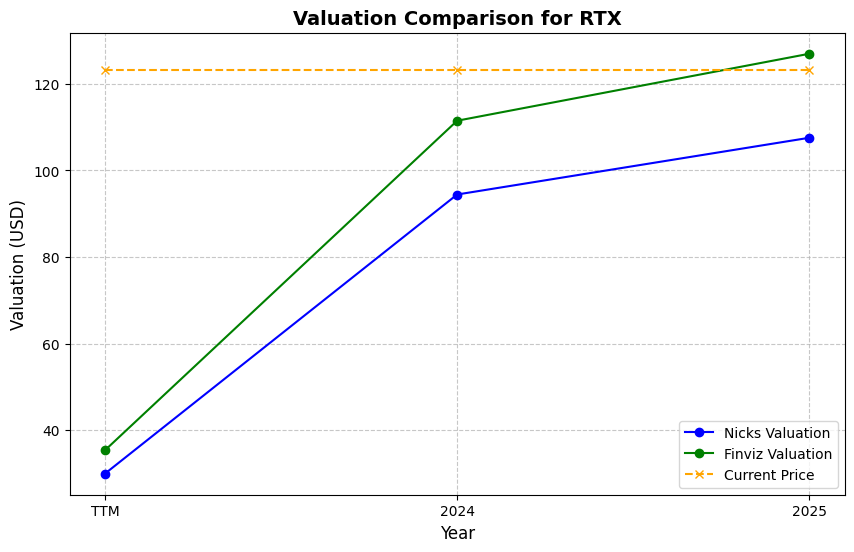 Valuation Comparison for RTX
Valuation (USD)
120
100
80
60
40
TTM
2024
2025
Year
Nicks Valuation
Finviz Valuation
Current Price